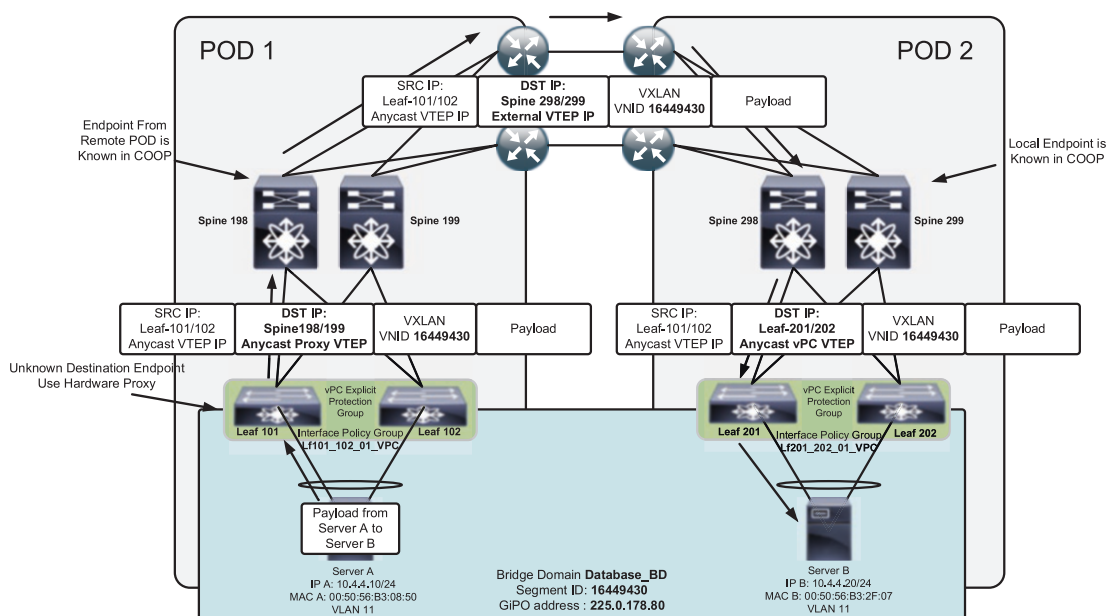 POD 1
POD 2
SRC IP:
Leaf-101/102
Anycast VTEP IP
DST IP:
Spine 298/299
External VTEP IP
VXLAN
VNID 16449430
Payload
Endpoint From
Remote POD is
Known in COOP
Local Endpoint is
Known in COOP
Spine 198
Spine 199
Spine 298
Spine 299
SRC IP:
Leaf-101/102
Anycast VTEP IP
DST IP:
Spine198/199
Anycast Proxy VTEP
VXLAN
VNID 16449430
Payload
SRC IP:
Leaf-101/102
Anycast VTEP IP
DST IP:
Leaf-201/202
Anycast vPC VTEP
VXLAN
VNID 16449430
Payload
Unknown Destination Endpoint
Use Hardware Proxy
vPC Explicit
Protection
Group
Leaf 101
Leaf 102
Interface Policy Group
Lf101_102_01_VPC
vPC Explicit
Protection
Group
Leaf 201
Leaf 202
Interface Policy Group
Lf201_202_01_VPC
Payload from
Server A to
Server B
Server A
IP A: 10.4.4.10/24
MAC A: 00:50:56:B3:08:50
VLAN 11
Bridge Domain Database_BD
Segment ID: 16449430
GiPO address : 225.0.178.80
Server B
IP B: 10.4.4.20/24
MAC B: 00:50:56:B3:2F:07
VLAN 11